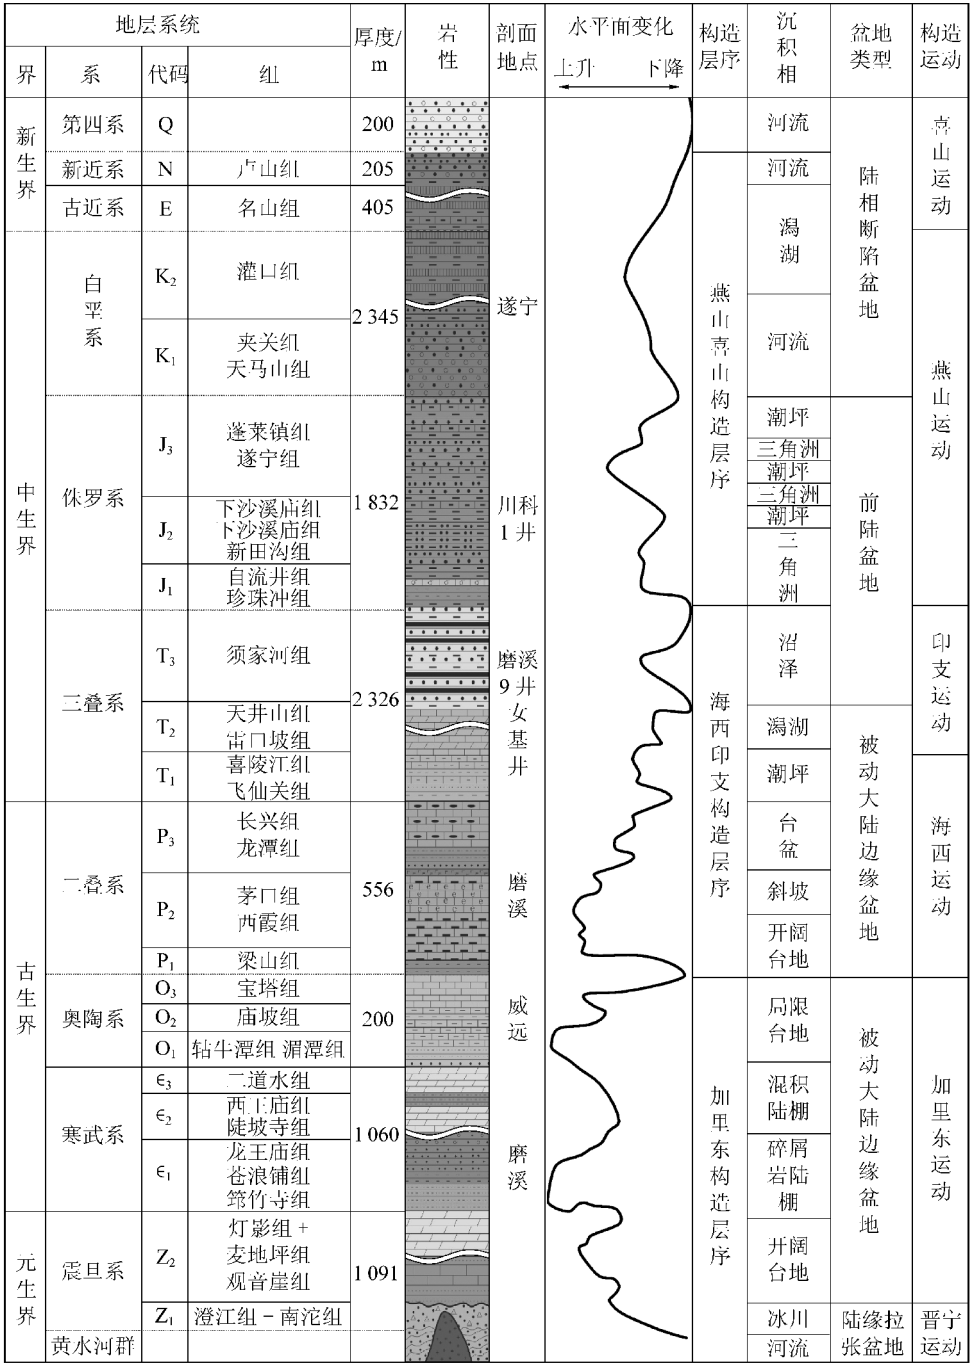 地层系统
界
系
代码
组
厚度/
m
岩
性
剖面
地点
水平面变化
上升 下降
构造
层序
沉
积
相
盆地
类型
构造
运动
新
生
界
第四系
Q
200
新近系
N
卢山组
205
古近系
E
名山组
405
中
生
界
白
垩
系
K₂
灌口组
K₁
夹关组
天马山组
2 345
侏罗系
J₃
蓬莱镇组
遂宁组
J₂
下沙溪庙组
下沙溪庙组
新田沟组
J₁
自流井组
珍珠冲组
1 832
三叠系
T₃
须家河组
T₂
天井山组
雷口坡组
T₁
喜陵江组
飞仙关组
2 326
古
生
界
二叠系
P₃
长兴组
龙潭组
P₂
茅口组
西霞组
P₁
梁山组
556
奥陶系
O₃
宝塔组
O₂
庙坡组
O₁
轱牛潭组 湄潭组
200
寒武系
ϵ₃
二道水组
ϵ₂
西王庙组
陡坡寺组
ϵ₁
龙王庙组
苍浪铺组
筇竹寺组
1 060
元
生
界
震旦系
Z₂
灯影组 +
麦地坪组
观音崖组
Z₁
澄江组－南沱组
1 091
黄水河群
遂宁
川科
1 井
磨溪
9 井
女
基
井
磨
溪
威
远
磨
溪
燕
山
喜
山
构
造
层
序
海
西
印
支
构
造
层
序
加
里
东
构
造
层
序
河流
河流
潟
湖
河流
潮坪
三角洲
潮坪
三角洲
潮坪
三
角
洲
沼
泽
潟湖
潮坪
台
盆
斜坡
开阔
台地
局限
台地
混积
陆棚
碎屑
岩陆
棚
开阔
台地
冰川
河流
陆
相
断
陷
盆
地
前
陆
盆
地
被
动
大
陆
边
缘
盆
地
被
动
大
陆
边
缘
盆
地
陆缘拉
张盆地
喜
山
运
动
燕
山
运
动
印
支
运
动
海
西
运
动
加
里
东
运
动
晋宁
运动